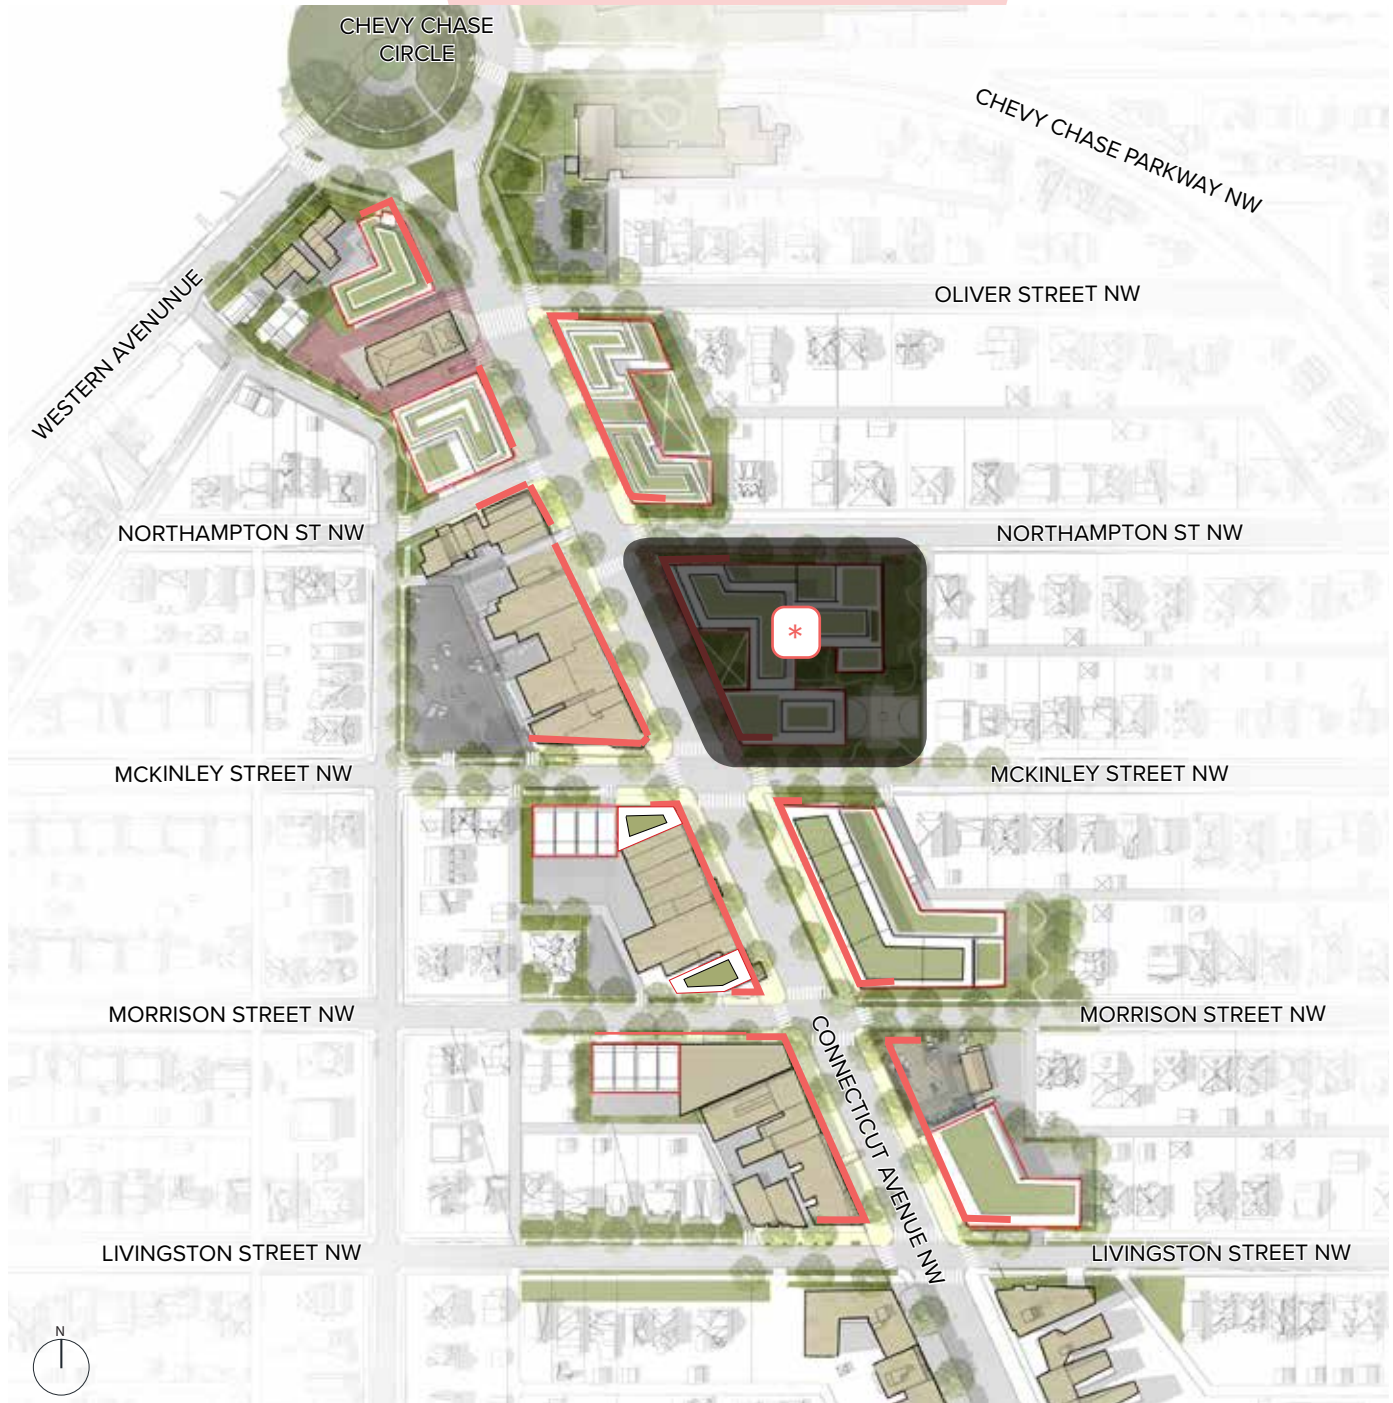 CHEVY CHASE
CIRCLE
CHEVY CHASE PARKWAY NW
WESTERN AVENUNUE
OLIVER STREET NW
NORTHAMPTON ST NW
NORTHAMPTON ST NW
*
MCKINLEY STREET NW
MCKINLEY STREET NW
MORRISON STREET NW
MORRISON STREET NW
CONNECTICUT AVENUE NW
LIVINGSTON STREET NW
LIVINGSTON STREET NW
N